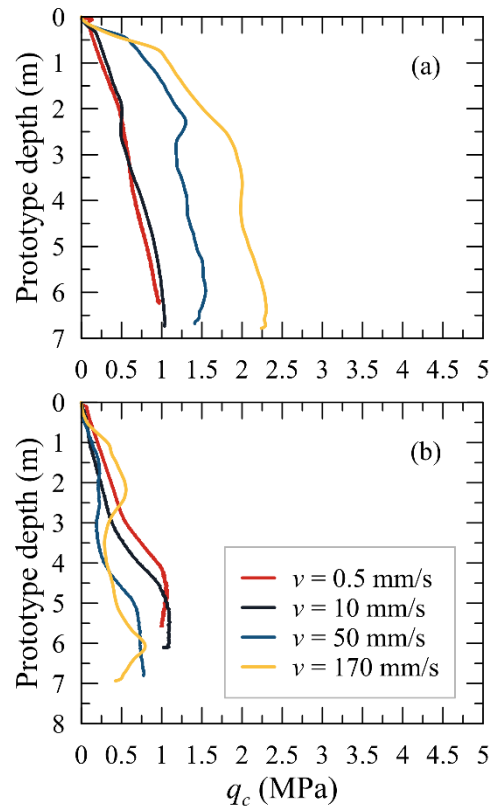 (a)
Prototype depth (m)
0
1
2
3
4
5
6
7
0 0.5 1 1.5 2 2.5 3 3.5 4 4.5 5
(b)
Prototype depth (m)
0
1
2
3
4
5
6
7
8
v = 0.5 mm/s
v = 10 mm/s
v = 50 mm/s
v = 170 mm/s
0 0.5 1 1.5 2 2.5 3 3.5 4 4.5 5
qc (MPa)